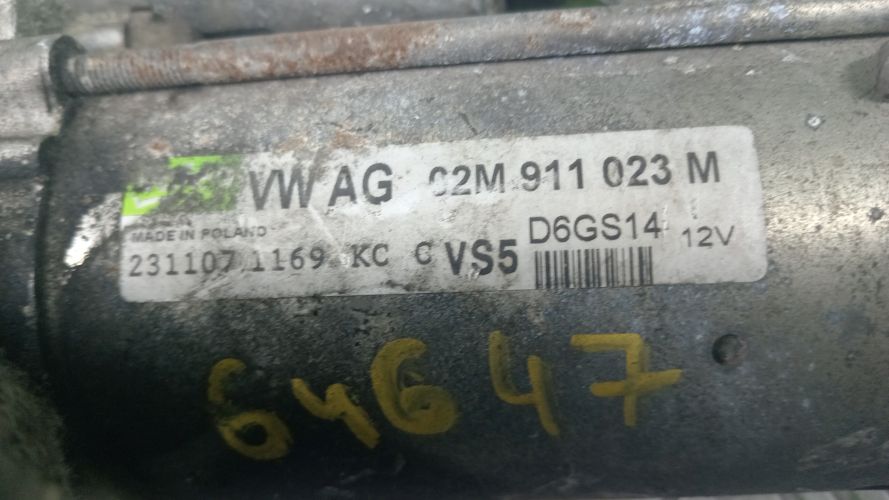 VW AG 02M 911 023 M
MADE IN POLAND
231107 1169 KC C VS5 D6GS14 12V
64647